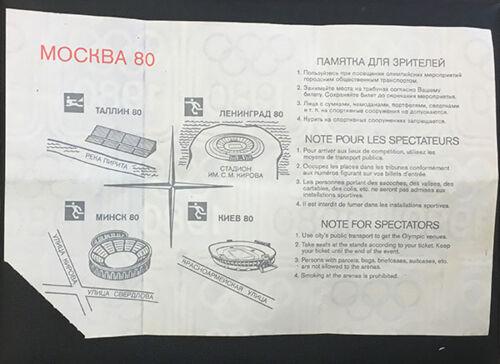 МОСКВА 80
ТАЛЛИН 80
РЕКА ПИРИТА
ЛЕНИНГРАД 80
СТАДИОН
ИМ. С. М. КИРОВА
МИНСК 80
УЛИЦА КИРОВА
УЛИЦА СВЕРДЛОВА
КИЕВ 80
КРАСНОАРМЕЙСКАЯ УЛИЦА
ПАМЯТКА ДЛЯ ЗРИТЕЛЕЙ
1. Пользуйтесь при посещении олимпийских мероприятий
городским общественным транспортом.
2. Занимайте места на трибунах согласно Вашему
билету. Сохраняйте билет до окончания мероприятия.
3. Лица с сумками, чемоданами, портфелями, свертками
и т. п. на спортивные сооружения не допускаются.
4. Курить на спортивных сооружениях запрещается.
NOTE POUR LES SPECTATEURS
1. Pour arriver aux lieux de compétition, utilisez les
moyens de transport publics.
2. Occupez les places dans les tribunes conformément
aux numéros figurant sur vos billets d'entrée.
3. Les personnes portant des sacoches, des valises, des
cartables, des colis, etc. ne seront pas admises aux
installations sportives.
4. Il est interdit de fumer dans les installations sportives.
NOTE FOR SPECTATORS
1. Use city's public transport to get the Olympic venues.
2. Take seats at the stands according to your ticket. Keep
your ticket until the end of the event.
3. Persons with parcels, bags, briefcases, suitcases, etc.
are not allowed to the arenas.
4. Smoking at the arenas is prohibited.